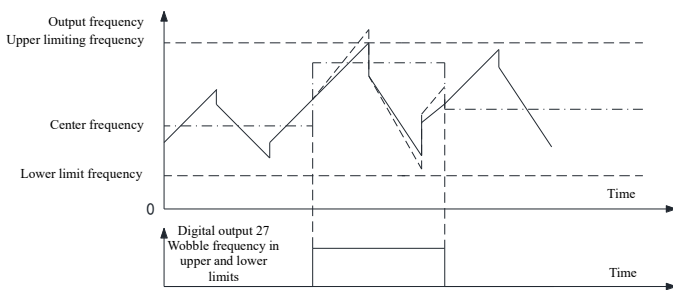 Output frequency
Upper limiting frequency
Center frequency
Lower limit frequency
Time
0
Digital output 27
Wobble frequency in
upper and lower
limits
Time